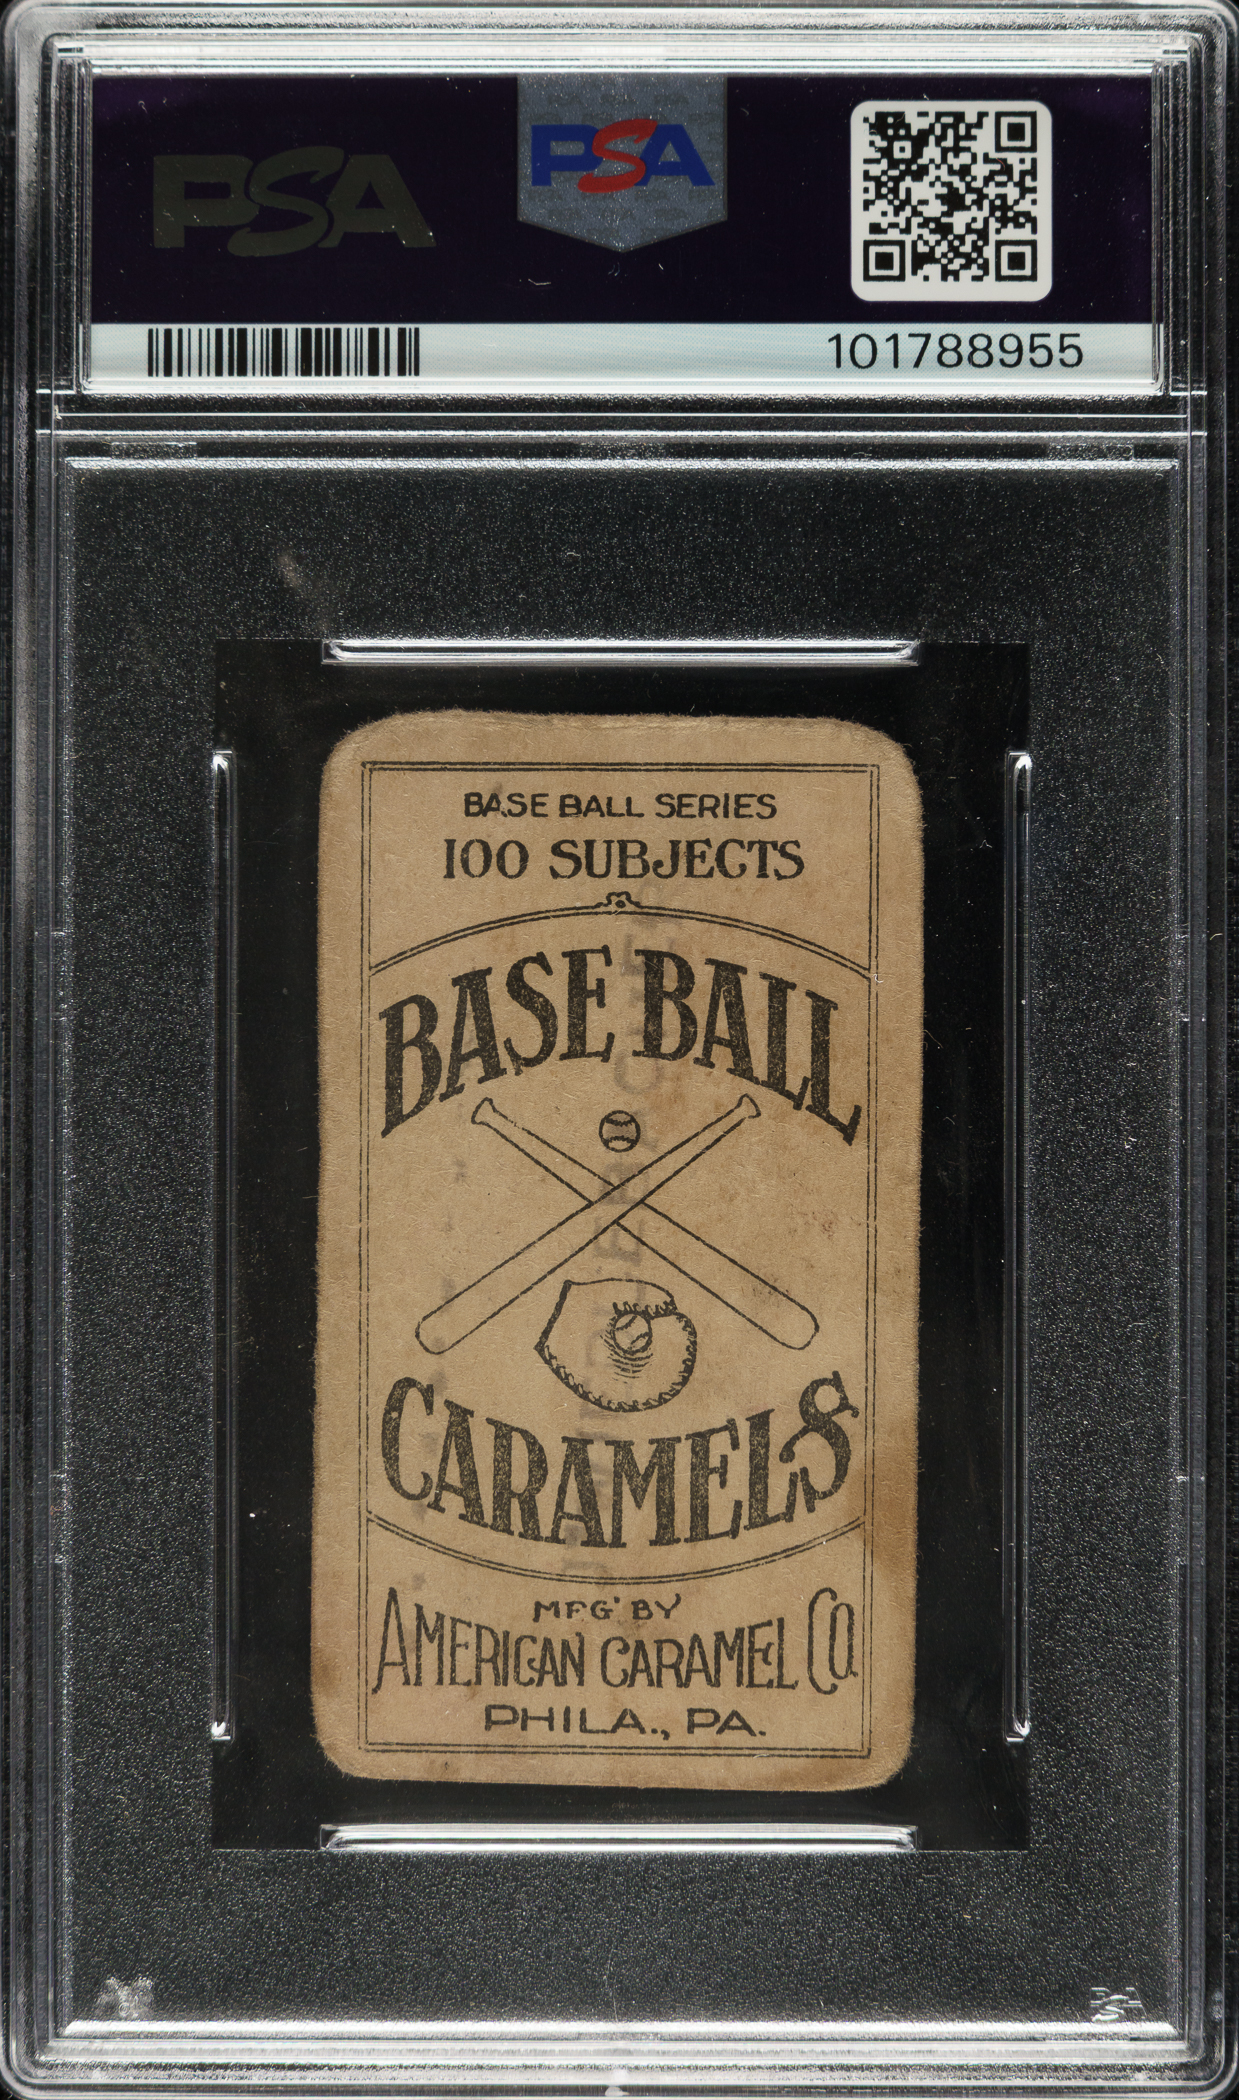 PSA
PSA
101788955
BASE BALL SERIES
100 SUBJECTS
BASE BALL
CARAMELS
MFG' BY
AMERICAN CARAMEL CO.
PHILA., PA.